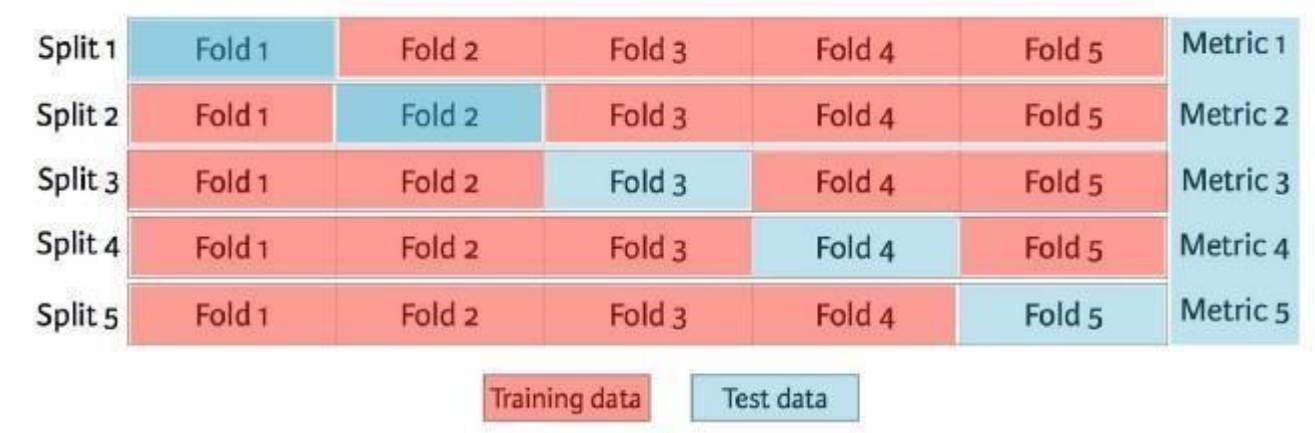 Split 1 Fold 1 Fold 2 Fold 3 Fold 4 Fold 5 Metric 1
Split 2 Fold 1 Fold 2 Fold 3 Fold 4 Fold 5 Metric 2
Split 3 Fold 1 Fold 2 Fold 3 Fold 4 Fold 5 Metric 3
Split 4 Fold 1 Fold 2 Fold 3 Fold 4 Fold 5 Metric 4
Split 5 Fold 1 Fold 2 Fold 3 Fold 4 Fold 5 Metric 5
Training data Test data